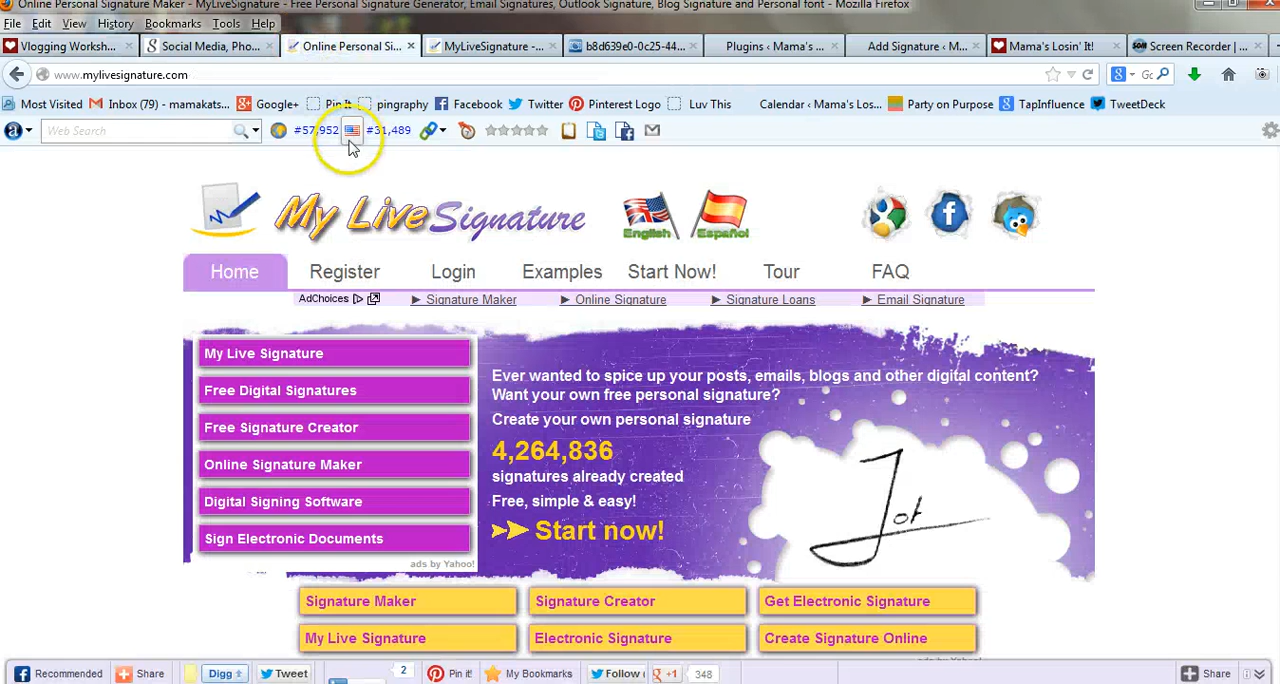 Online Personal Signature Maker - MyLiveSignature - Free Personal Signature Generator, Email Signatures, Outlook Signature, Blog Signature and Personal font - Mozilla Firefox
File Edit View History Bookmarks Tools Help
Vlogging Worksh... × Social Media, Pho... × Online Personal Si... × MyLiveSignature -... × b8d639e0-0c25-44... × Plugins ‹ Mama's ... × Add Signature ‹ M... × Mama's Losin' It! × Screen Recorder |... ×
www.mylivesignature.com
Most Visited Inbox (79) - mamakats... Google+ Pin It pingraphy Facebook Twitter Pinterest Logo Luv This Calendar ‹ Mama's Los... Party on Purpose TapInfluence TweetDeck
Web Search #57,952 #31,489
My Live Signature English Español
Home Register Login Examples Start Now! Tour FAQ
AdChoices ► Signature Maker ► Online Signature ► Signature Loans ► Email Signature
My Live Signature
Free Digital Signatures
Free Signature Creator
Online Signature Maker
Digital Signing Software
Sign Electronic Documents
ads by Yahoo!
Ever wanted to spice up your posts, emails, blogs and other digital content?
Want your own free personal signature?
Create your own personal signature
4,264,836
signatures already created
Free, simple & easy!
Start now!
Signature Maker Signature Creator Get Electronic Signature
My Live Signature Electronic Signature Create Signature Online
ads by Yahoo!
Recommended Share Digg Tweet 2 Pin it! My Bookmarks Follow +1 348 Share